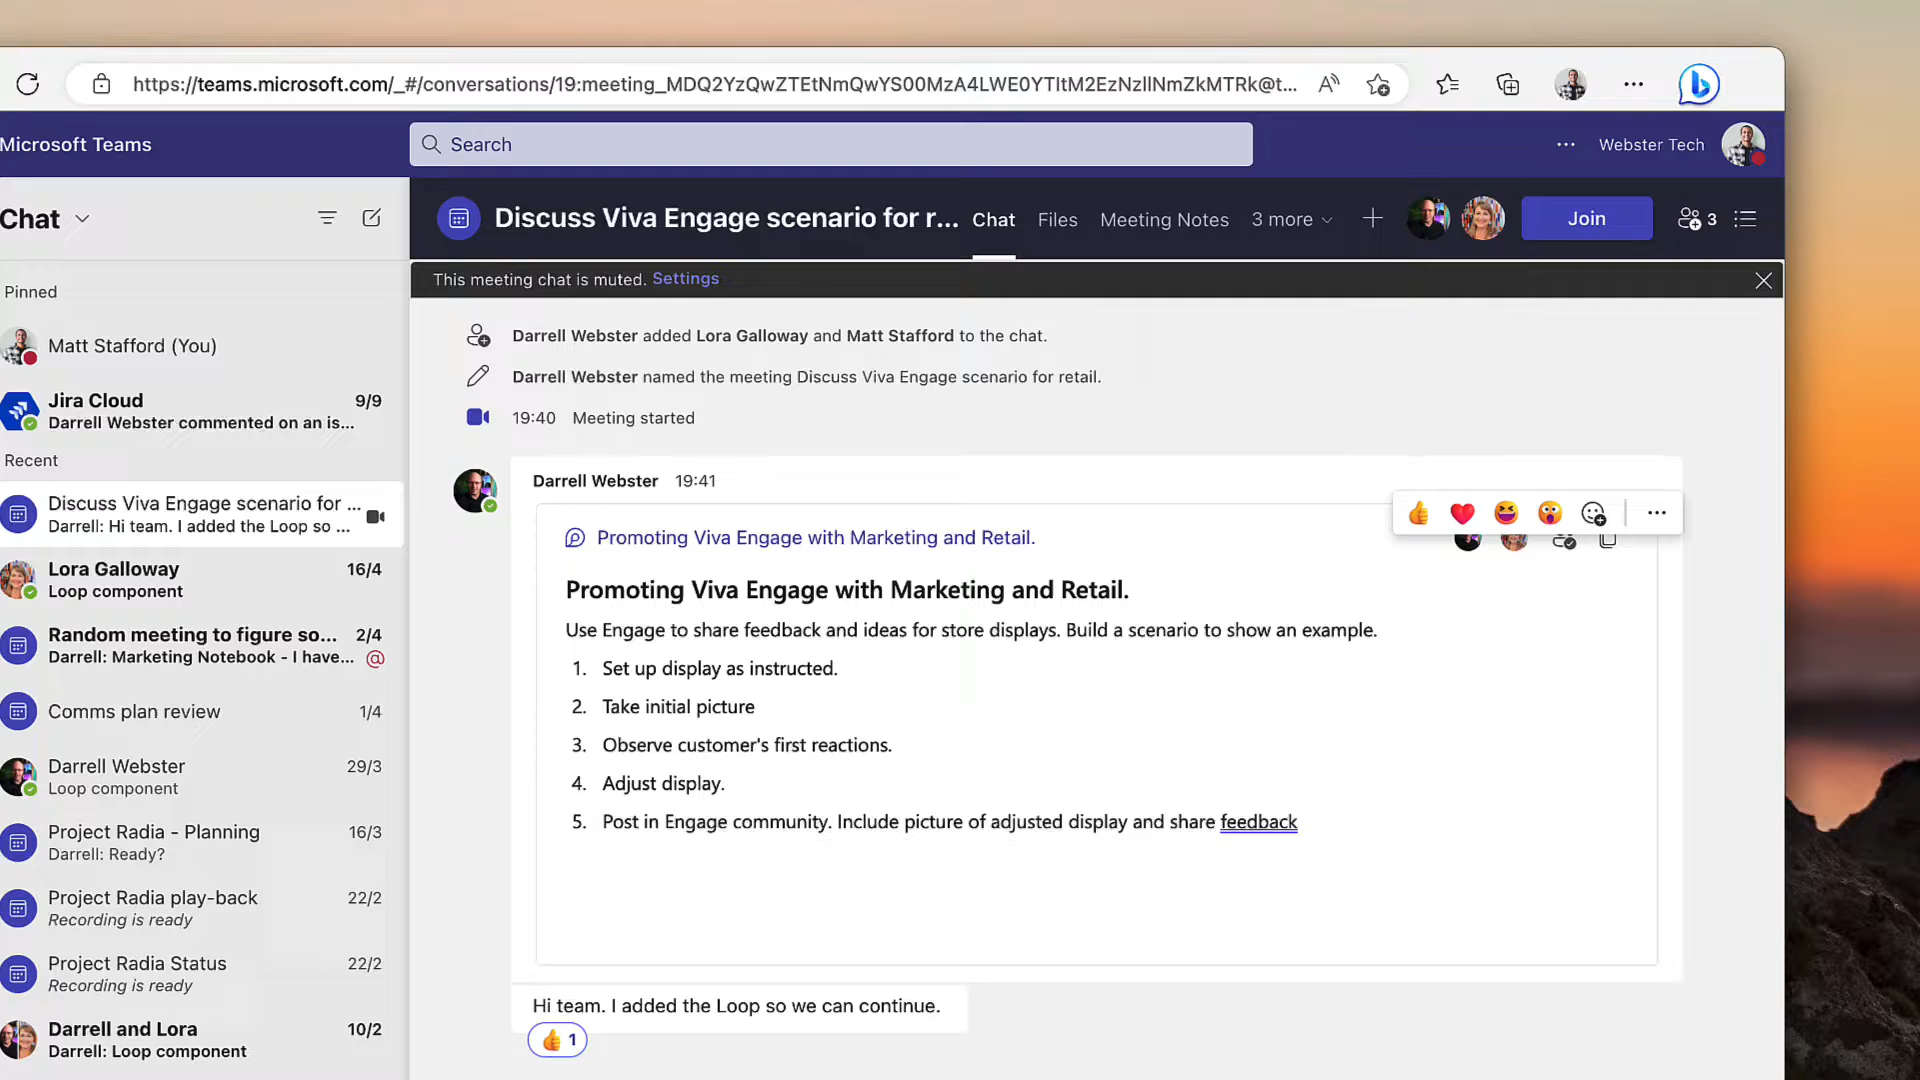 https://teams.microsoft.com/_#/conversations/19:meeting_MDQ2YzQwZTEtNmQwYS00MzA4LWE0YTItM2EzNzllNmZkMTRk@t...
Microsoft Teams
Search
Webster Tech
Chat
Discuss Viva Engage scenario for r...
Chat
Files
Meeting Notes
3 more
Join
3
This meeting chat is muted. Settings
Pinned
Matt Stafford (You)
Jira Cloud 9/9
Darrell Webster commented on an is...
Recent
Discuss Viva Engage scenario for ...
Darrell: Hi team. I added the Loop so ...
Lora Galloway 16/4
Loop component
Random meeting to figure so... 2/4
Darrell: Marketing Notebook - I have... @
Comms plan review 1/4
Darrell Webster 29/3
Loop component
Project Radia - Planning 16/3
Darrell: Ready?
Project Radia play-back 22/2
Recording is ready
Project Radia Status 22/2
Recording is ready
Darrell and Lora 10/2
Darrell: Loop component
Darrell Webster added Lora Galloway and Matt Stafford to the chat.
Darrell Webster named the meeting Discuss Viva Engage scenario for retail.
19:40 Meeting started
Darrell Webster 19:41
Promoting Viva Engage with Marketing and Retail.
Promoting Viva Engage with Marketing and Retail.
Use Engage to share feedback and ideas for store displays. Build a scenario to show an example.
1. Set up display as instructed.
2. Take initial picture
3. Observe customer's first reactions.
4. Adjust display.
5. Post in Engage community. Include picture of adjusted display and share feedback
Hi team. I added the Loop so we can continue.
1